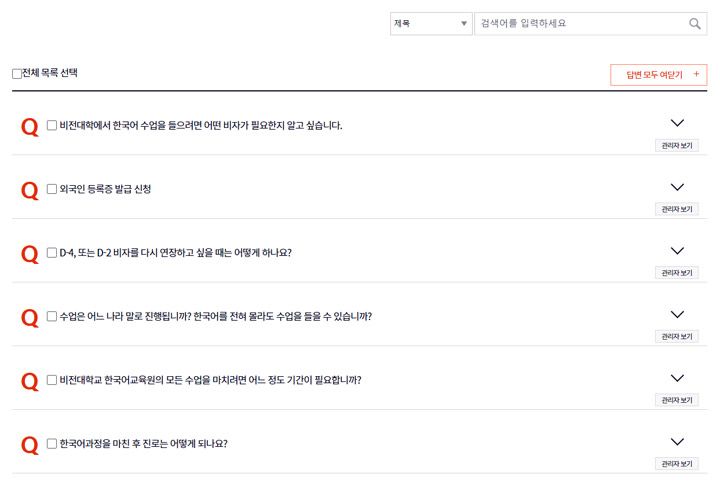 제목
검색어를 입력하세요
전체 목록 선택
답변 모두 여닫기 +
Q 비전대학에서 한국어 수업을 들으려면 어떤 비자가 필요한지 알고 싶습니다.
관리자 보기
Q 외국인 등록증 발급 신청
관리자 보기
Q D-4, 또는 D-2 비자를 다시 연장하고 싶을 때는 어떻게 하나요?
관리자 보기
Q 수업은 어느 나라 말로 진행됩니까? 한국어를 전혀 몰라도 수업을 들을 수 있습니까?
관리자 보기
Q 비전대학교 한국어교육원의 모든 수업을 마치려면 어느 정도 기간이 필요합니까?
관리자 보기
Q 한국어과정을 마친 후 진로는 어떻게 되나요?
관리자 보기